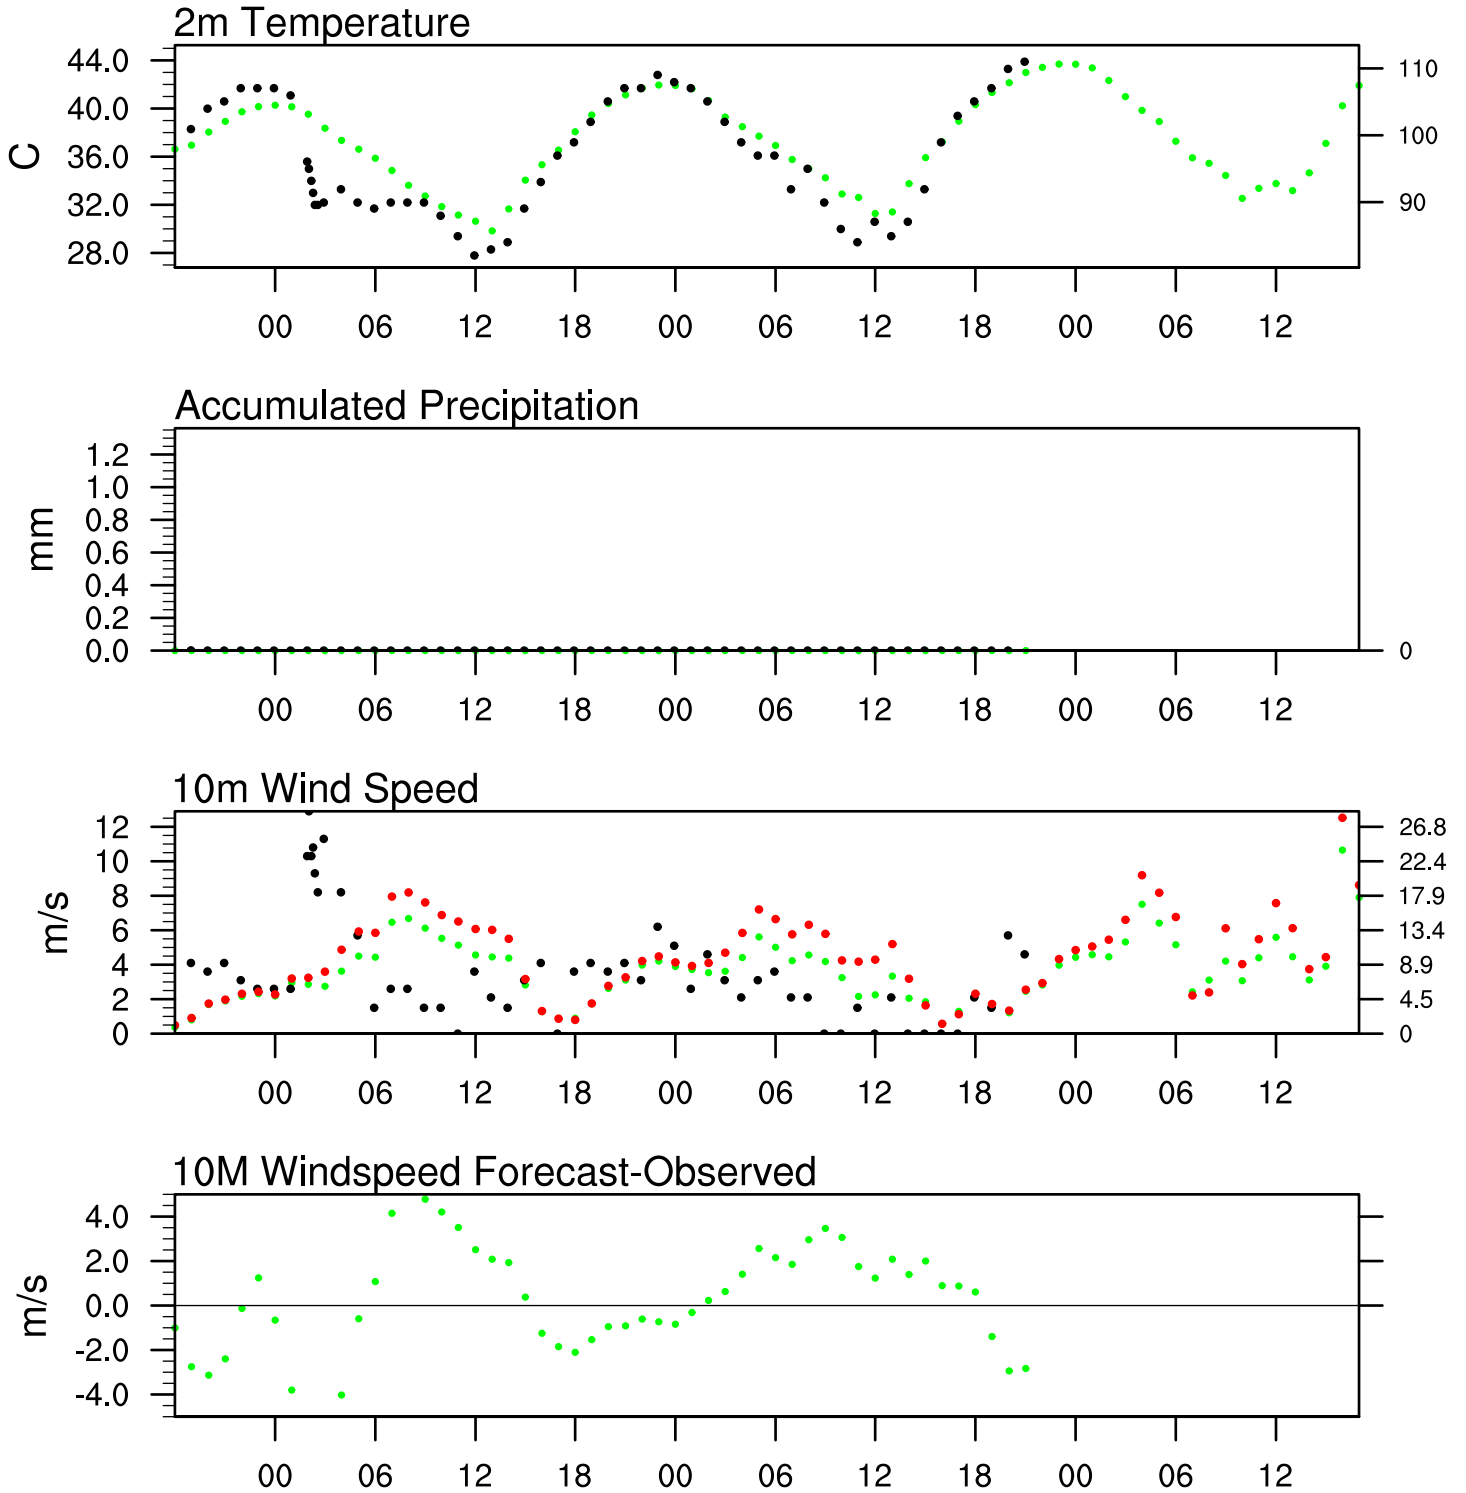 2m Temperature
44.0
40.0
36.0
32.0
28.0
C
110
100
90
00 06 12 18 00 06 12 18 00 06 12
Accumulated Precipitation
1.2
1.0
0.8
0.6
0.4
0.2
0.0
mm
0
00 06 12 18 00 06 12 18 00 06 12
10m Wind Speed
12
10
8
6
4
2
0
m/s
26.8
22.4
17.9
13.4
8.9
4.5
0
00 06 12 18 00 06 12 18 00 06 12
10M Windspeed Forecast-Observed
4.0
2.0
0.0
-2.0
-4.0
m/s
00 06 12 18 00 06 12 18 00 06 12